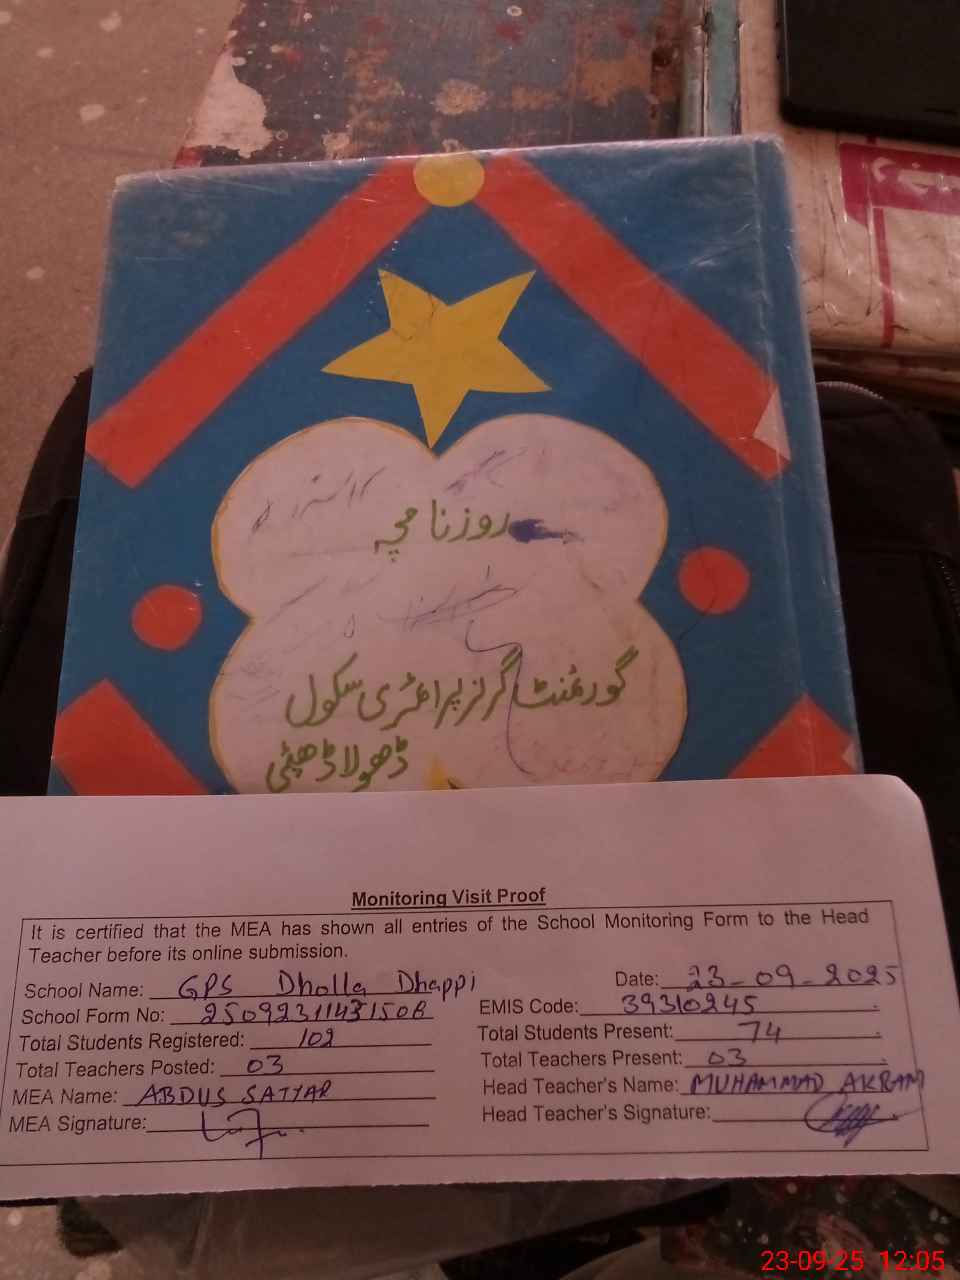 روزنامچہ
گورنمنٹ گرلز پرائمری سکول
ڈھولا ڈھپئی
Monitoring Visit Proof
It is certified that the MEA has shown all entries of the School Monitoring Form to the Head
Teacher before its online submission.
School Name: GPS Dholla Dhappi Date: 23-09-2025
School Form No: EMIS Code: 39310245
Total Students Registered: 102 Total Students Present: 74
Total Teachers Posted: 03 Total Teachers Present: 03
MEA Name: ABDUS SATTAR Head Teacher's Name: MUHAMMAD AKRAM
MEA Signature: Head Teacher's Signature:
23-09-25 12:05